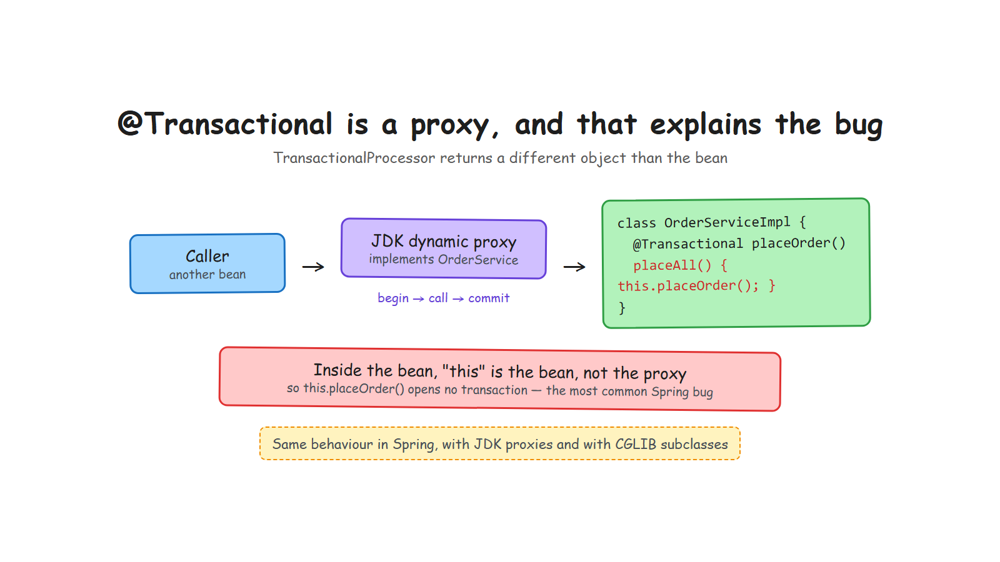 @Transactional is a proxy, and that explains the bug
TransactionalProcessor returns a different object than the bean
Caller
another bean
→
JDK dynamic proxy
implements OrderService
begin → call → commit
→
class OrderServiceImpl {
  @Transactional placeOrder()
  placeAll() {
this.placeOrder(); }
}
Inside the bean, "this" is the bean, not the proxy
so this.placeOrder() opens no transaction — the most common Spring bug
Same behaviour in Spring, with JDK proxies and with CGLIB subclasses